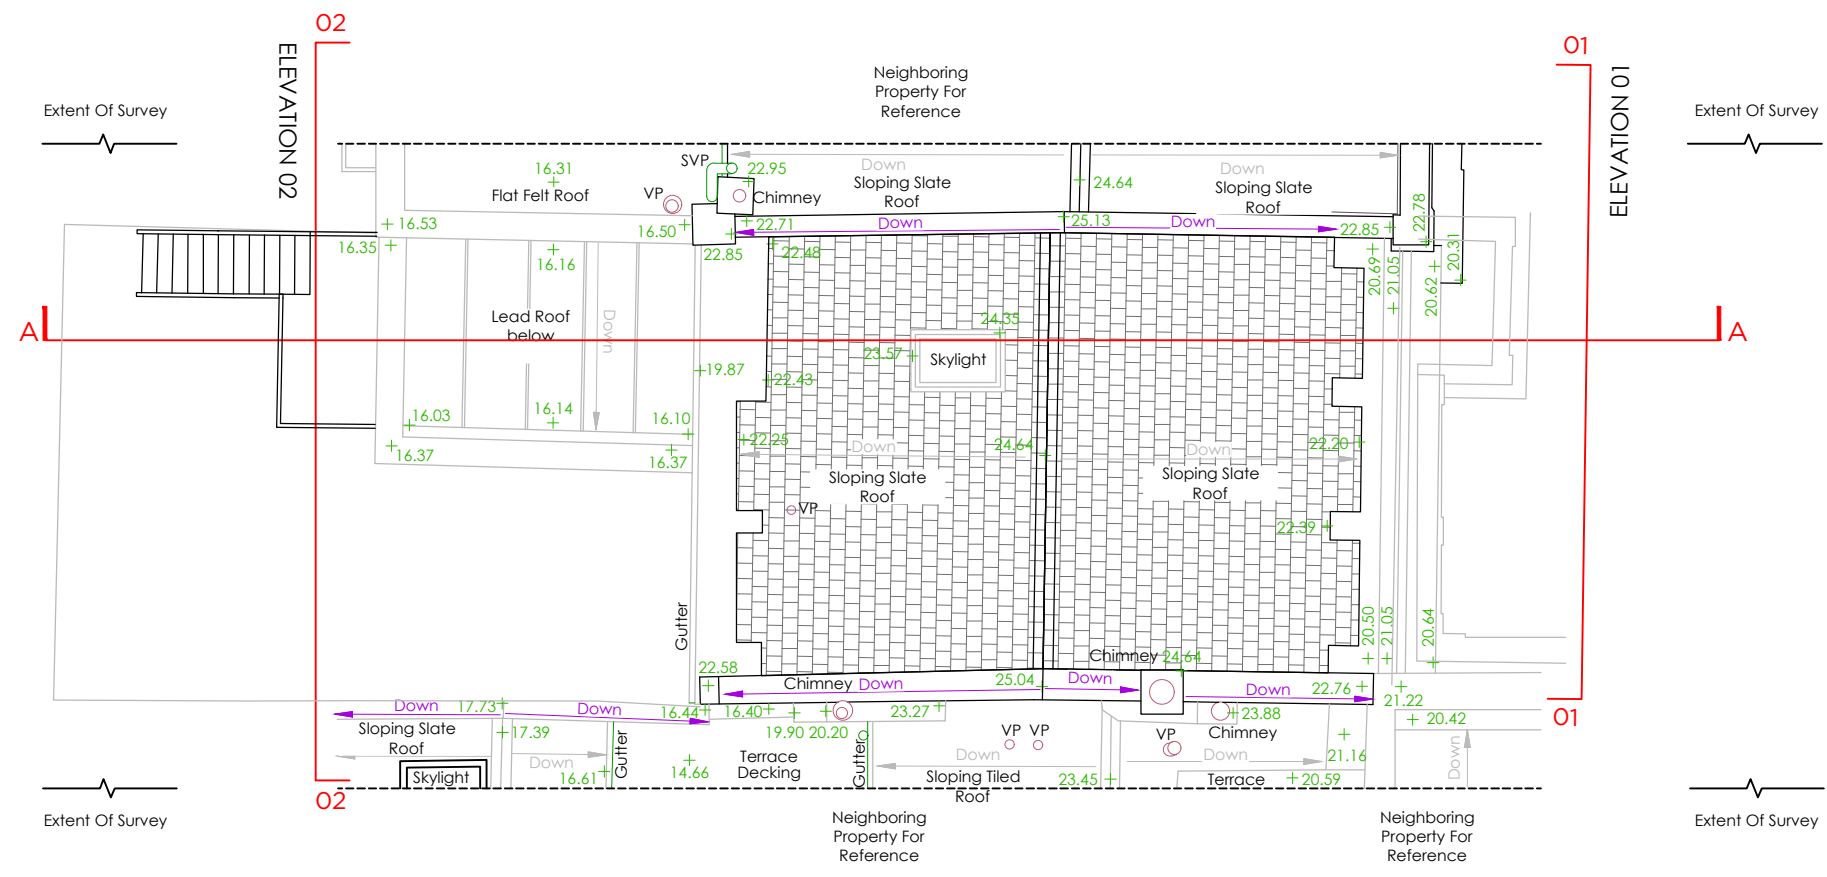 02
01
ELEVATION 02
ELEVATION 01
Neighboring
Property For
Reference
Extent Of Survey
Extent Of Survey
SVP
22.95
Down
Down
16.31
Flat Felt Roof
VP
Chimney
Sloping Slate
Roof
24.64
Sloping Slate
Roof
22.78
16.53
16.50
22.71
Down
25.13
Down
22.85
16.35
16.16
22.85
22.48
20.69
21.05
20.62
20.31
Lead Roof
below
Down
24.35
A
A
23.57
Skylight
19.87
22.43
16.03
16.14
16.10
16.37
16.37
22.25
Down
24.64
Down
22.20
Sloping Slate
Roof
Sloping Slate
Roof
VP
22.39
Gutter
20.50
21.05
20.64
22.58
Chimney
24.64
Chimney
Down
25.04
Down
Down
22.76
21.22
Down
17.73
Down
16.44
16.40
23.27
23.88
20.42
01
Sloping Slate
Roof
17.39
19.90
20.20
VP
VP
VP
Chimney
Down
Gutter
Terrace
Decking
Gutter
Down
Down
21.16
Down
Skylight
16.61
14.66
Sloping Tiled
Roof
23.45
Terrace
20.59
02
Extent Of Survey
Neighboring
Property For
Reference
Neighboring
Property For
Reference
Extent Of Survey